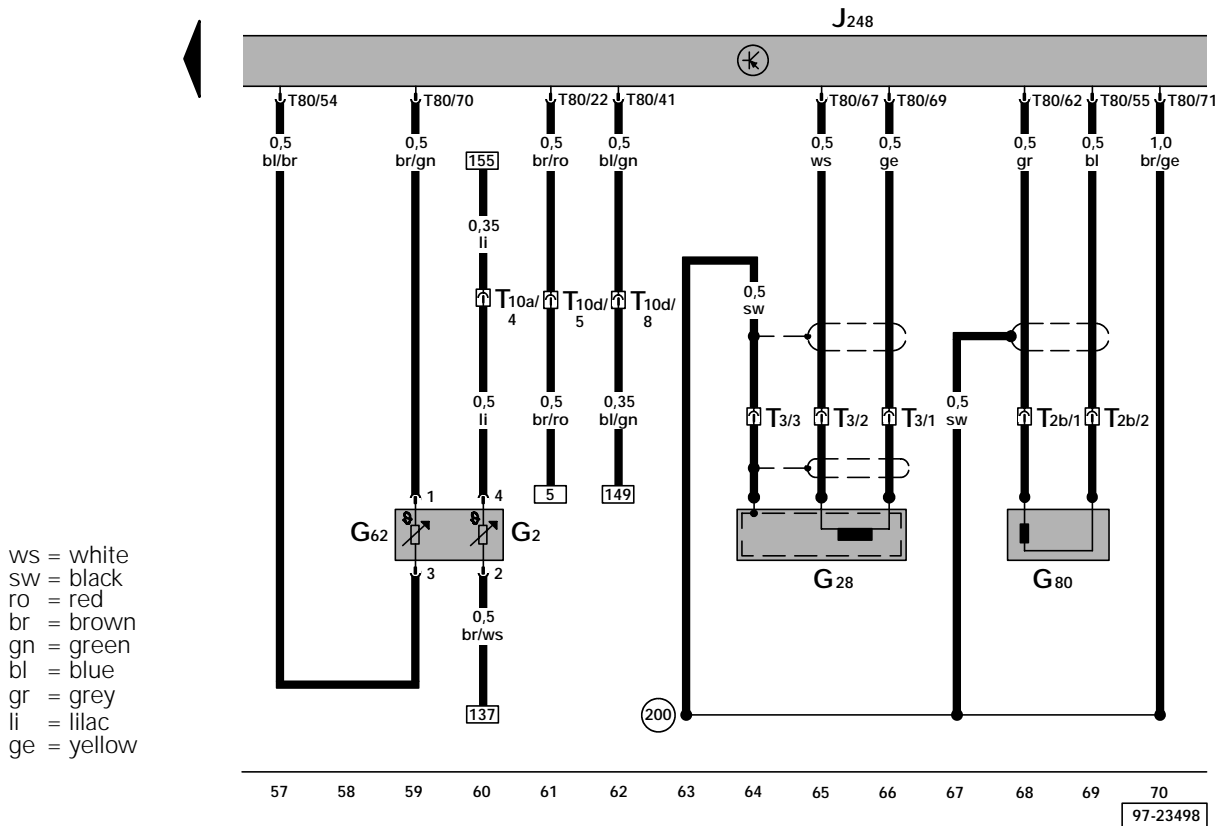 J248
T80/54 T80/70 T80/22 T80/41 T80/67 T80/69 T80/62 T80/55 T80/71
0,5 0,5 0,5 0,5 0,5 0,5 0,5 0,5 1,0
bl/br br/gn br/ro bl/gn ws ge gr bl br/ge
155
0,35
li
0,5
sw
T10a/ T10d/ T10d/
4 5 8
0,5 0,5 0,35 0,5
li br/ro bl/gn sw
T3/3 T3/2 T3/1 T2b/1 T2b/2
5 149
1 4
G62 G2
3 2
G28 G80
0,5
br/ws
137
200
ws = white
sw = black
ro = red
br = brown
gn = green
bl = blue
gr = grey
li = lilac
ge = yellow
57 58 59 60 61 62 63 64 65 66 67 68 69 70
97-23498